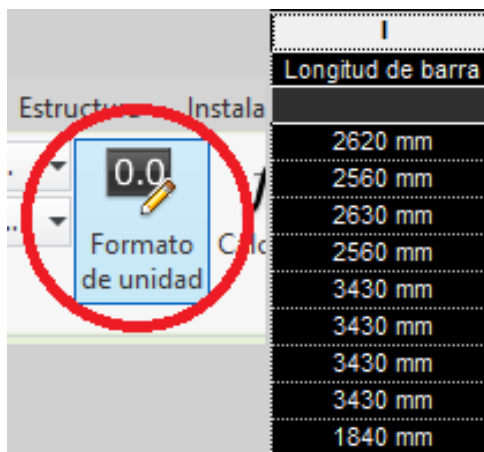 Estructura Instala
0.0
Formato
de unidad
I
Longitud de barra
2620 mm
2560 mm
2630 mm
2560 mm
3430 mm
3430 mm
3430 mm
3430 mm
1840 mm